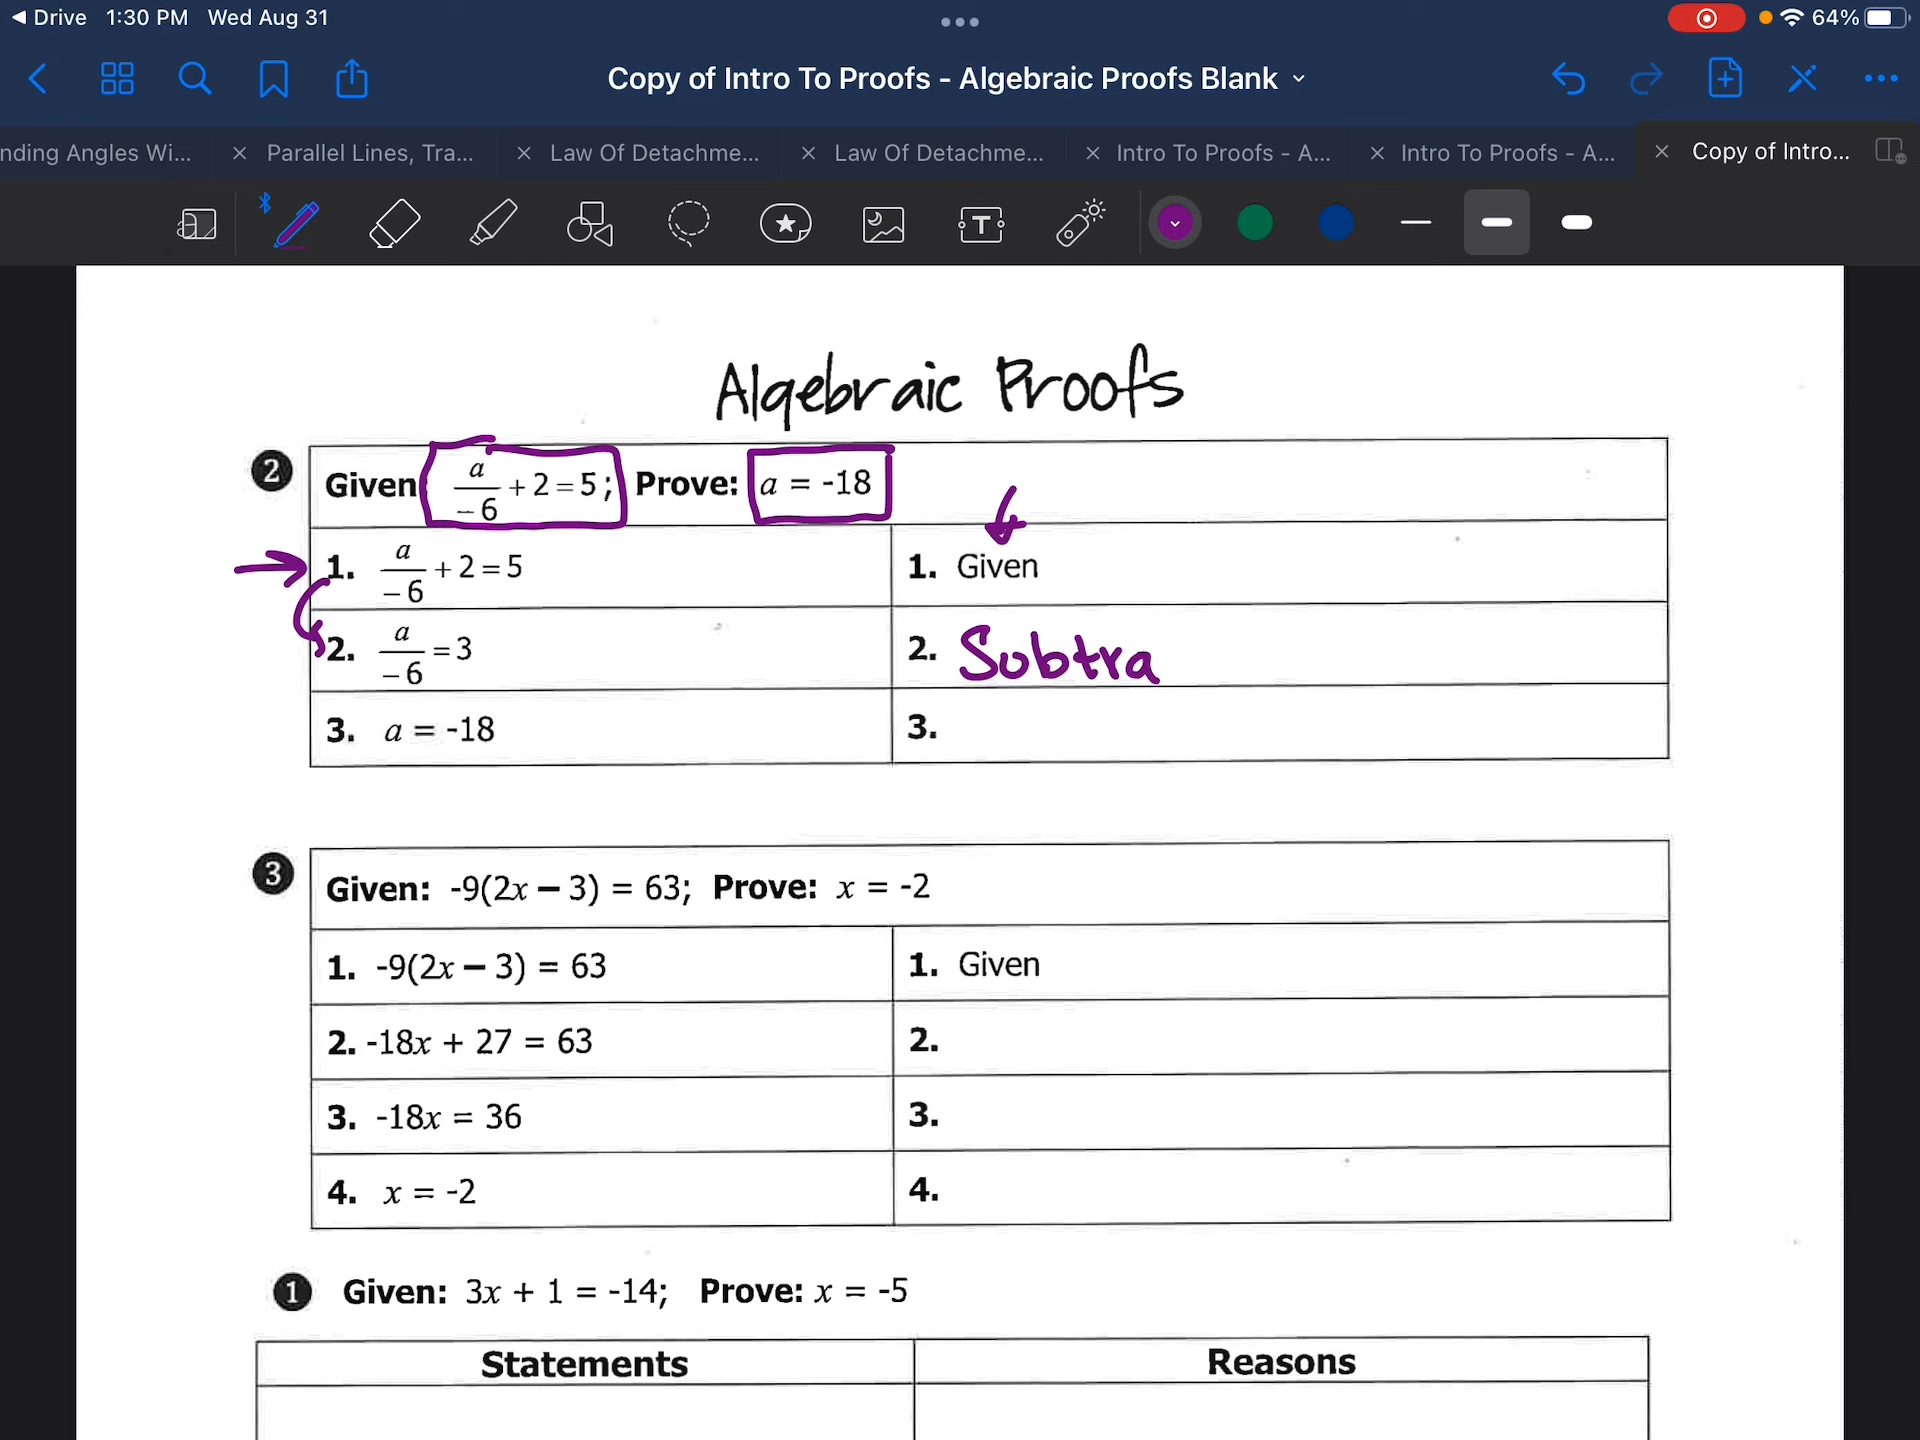 ◀ Drive 1:30 PM Wed Aug 31 64%
Copy of Intro To Proofs - Algebraic Proofs Blank
nding Angles Wi... × Parallel Lines, Tra... × Law Of Detachme... × Law Of Detachme... × Intro To Proofs - A... × Intro To Proofs - A... × Copy of Intro...
Algebraic Proofs
2 Given a/-6 + 2 = 5; Prove: a = -18
1. a/-6 + 2 = 5 1. Given
2. a/-6 = 3 2. Subtra
3. a = -18 3.
3 Given: -9(2x – 3) = 63; Prove: x = -2
1. -9(2x – 3) = 63 1. Given
2. -18x + 27 = 63 2.
3. -18x = 36 3.
4. x = -2 4.
1 Given: 3x + 1 = -14; Prove: x = -5
Statements Reasons